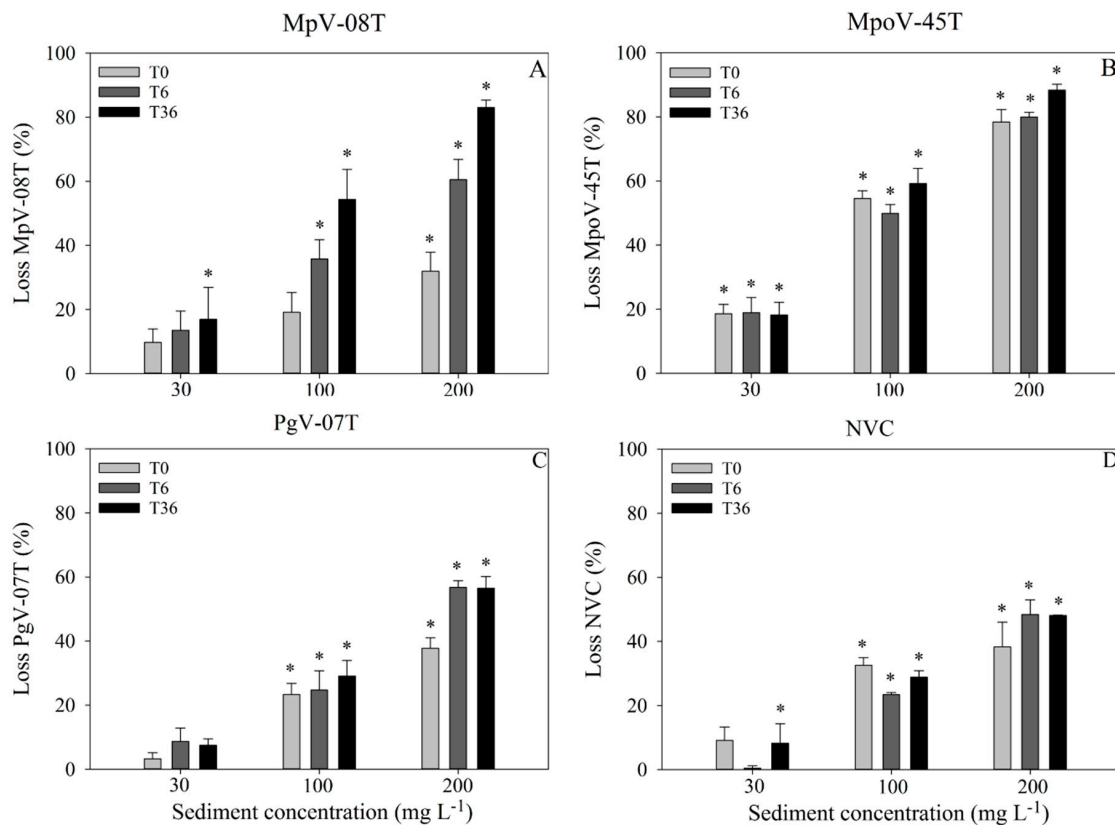 MpV-08T
A
T0
T6
T36
Loss MpV-08T (%)
100
80
60
40
20
0
* * * * * *
30 100 200
MpoV-45T
B
T0
T6
T36
Loss MpoV-45T (%)
100
80
60
40
20
0
* * * * * * * * *
30 100 200
PgV-07T
C
T0
T6
T36
Loss PgV-07T (%)
100
80
60
40
20
0
* * * * * *
30 100 200
Sediment concentration (mg L-1)
NVC
D
T0
T6
T36
Loss NVC (%)
100
80
60
40
20
0
* * * * * * *
30 100 200
Sediment concentration (mg L-1)